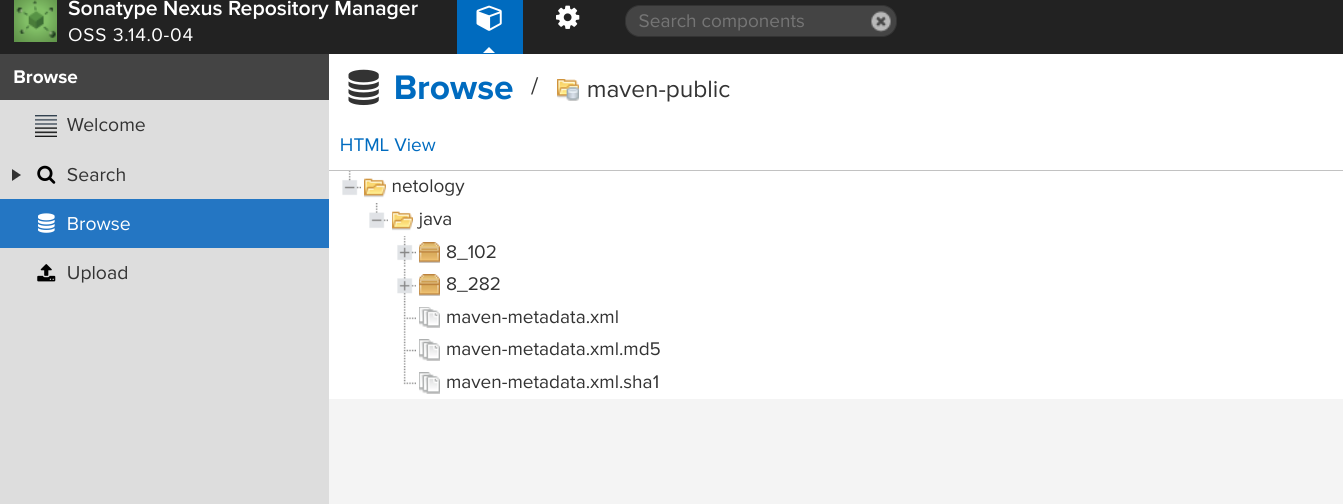 Sonatype Nexus Repository Manager
OSS 3.14.0-04
Search components
Browse
Welcome
Search
Browse
Upload
Browse / maven-public
HTML View
netology
java
8_102
8_282
maven-metadata.xml
maven-metadata.xml.md5
maven-metadata.xml.sha1